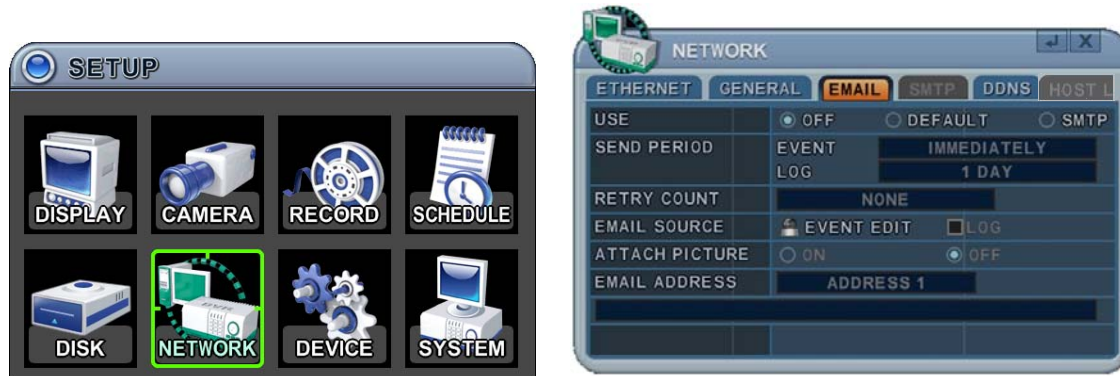 SETUP
DISPLAY CAMERA RECORD SCHEDULE
DISK NETWORK DEVICE SYSTEM
NETWORK X
ETHERNET GENERAL EMAIL SMTP DDNS HOST L
USE OFF DEFAULT SMTP
SEND PERIOD EVENT IMMEDIATELY
LOG 1 DAY
RETRY COUNT NONE
EMAIL SOURCE EVENT EDIT LOG
ATTACH PICTURE ON OFF
EMAIL ADDRESS ADDRESS 1